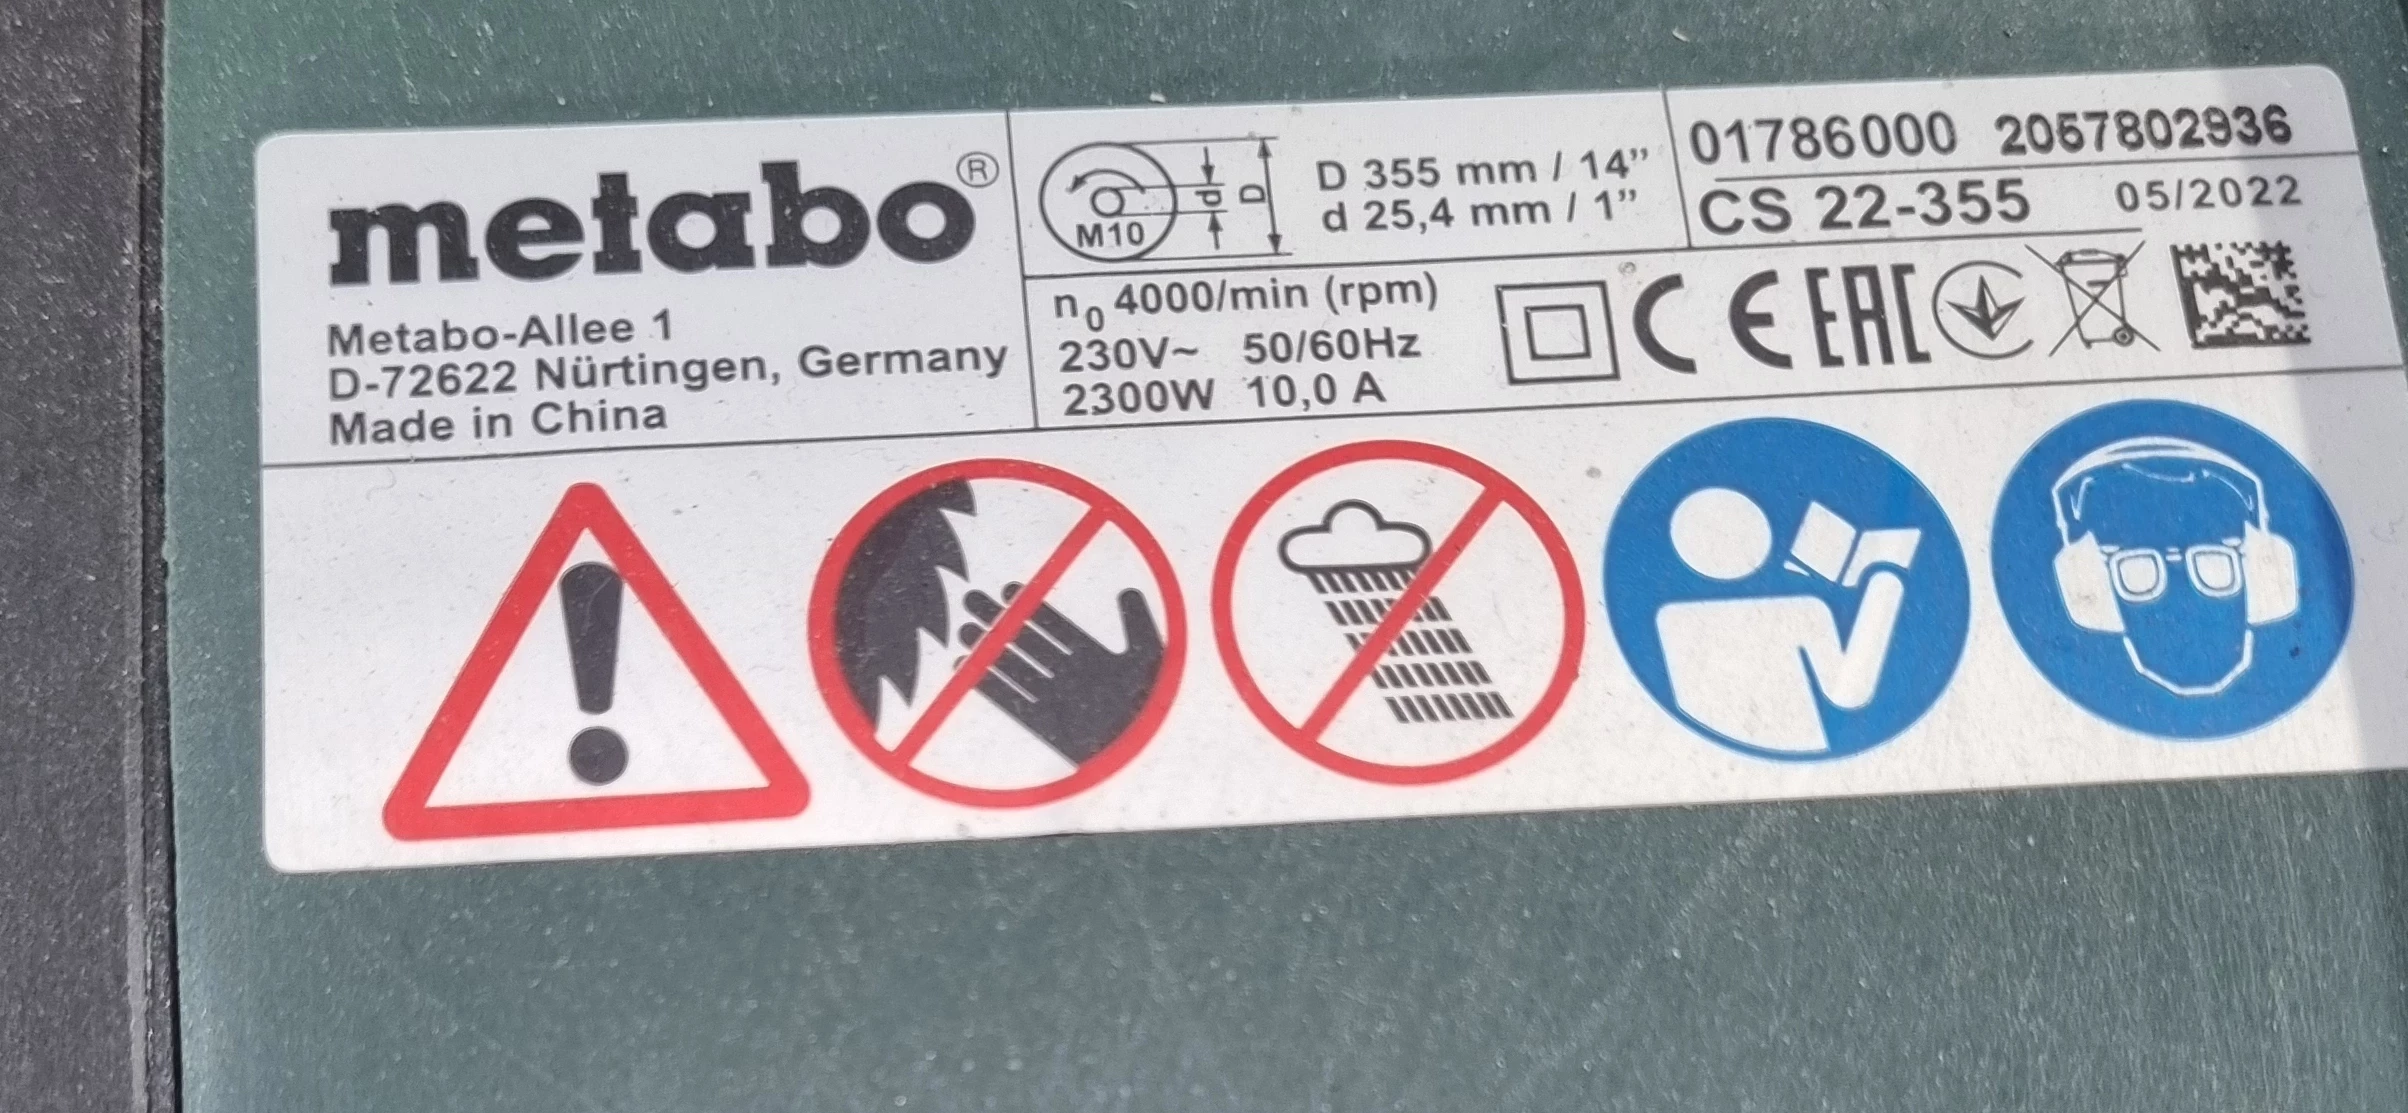 metabo®
Metabo-Allee 1
D-72622 Nürtingen, Germany
Made in China
M10
d
D
D 355 mm / 14”
d 25,4 mm / 1”
n0 4000/min (rpm)
230V~ 50/60Hz
2300W 10,0 A
01786000 2057802936
CS 22-355 05/2022
CE EAC